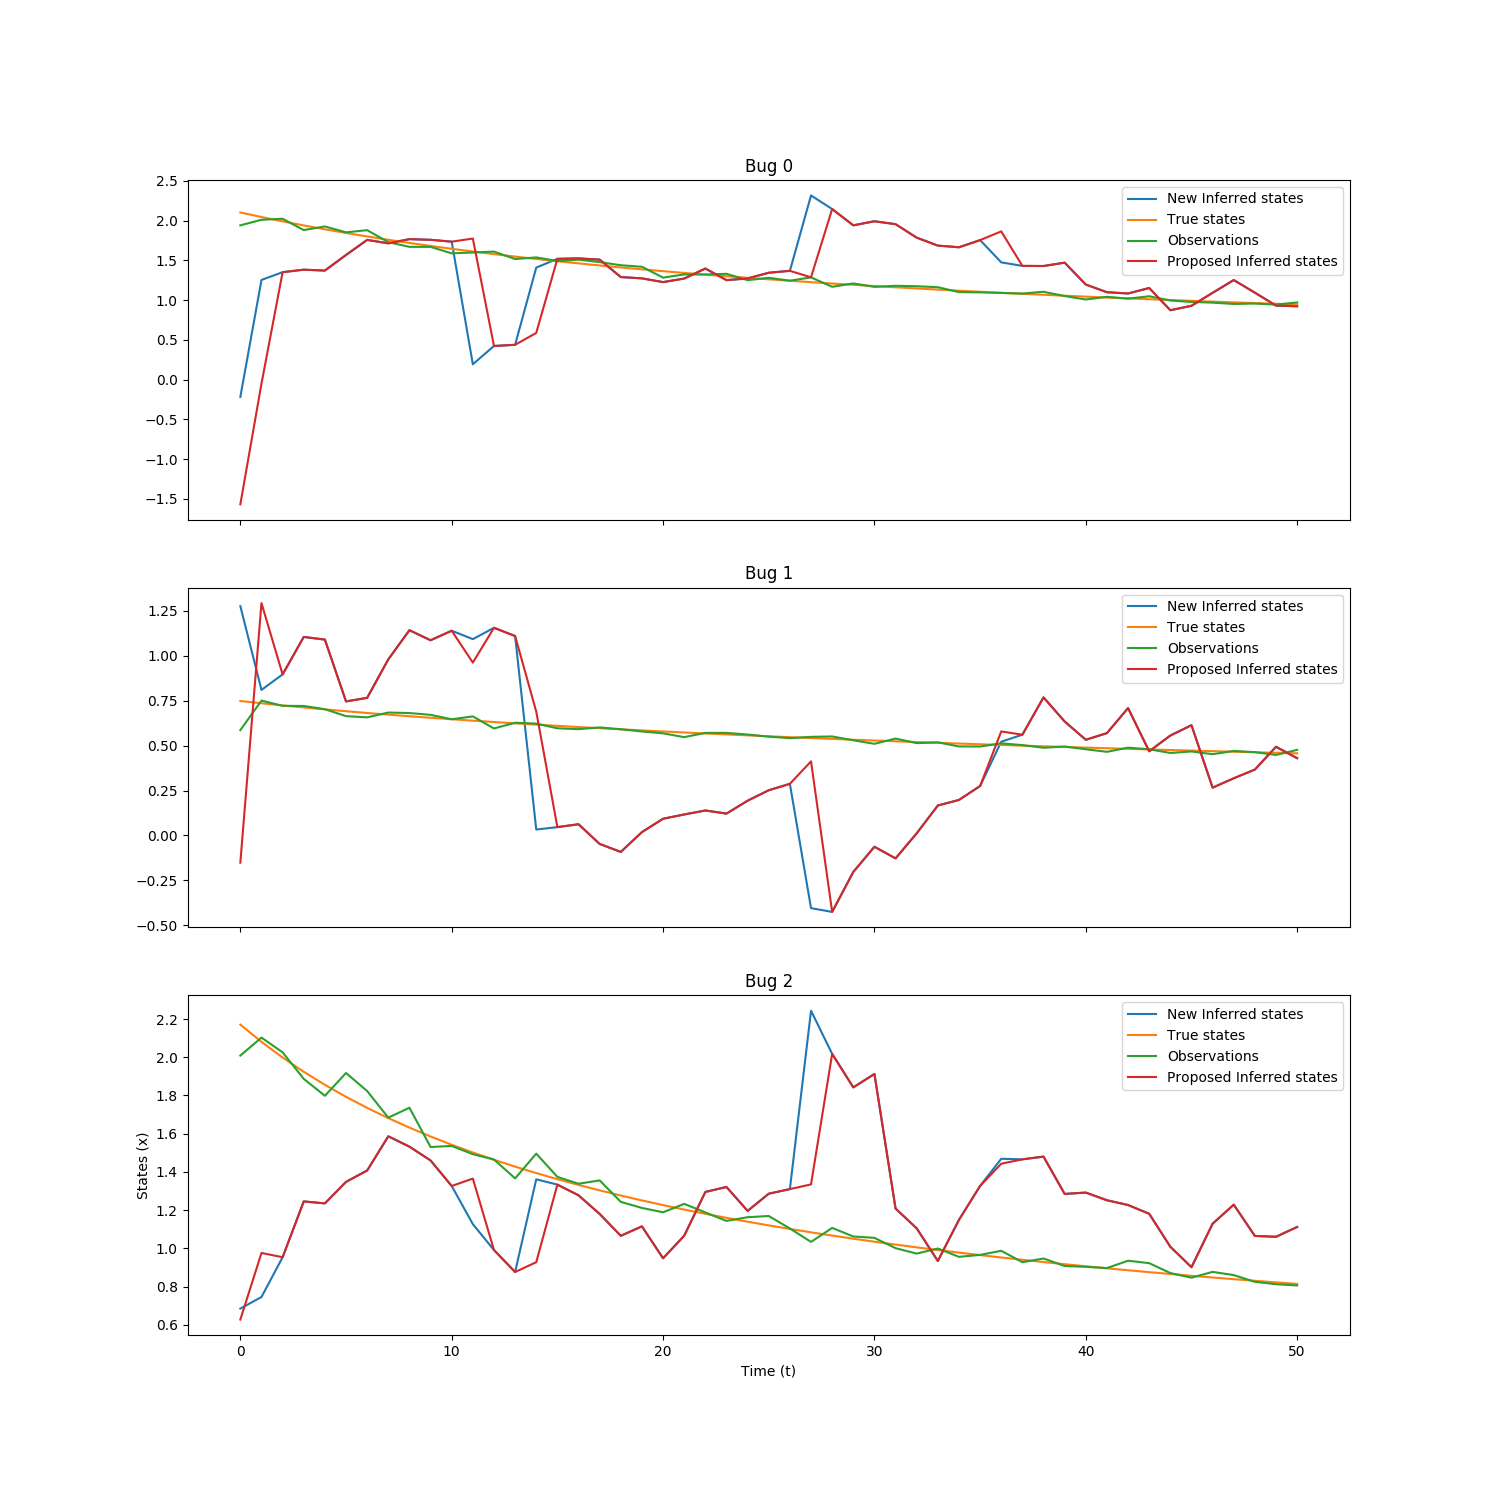 Bug 0
2.5
2.0
1.5
1.0
0.5
0.0
−0.5
−1.0
−1.5
New Inferred states
True states
Observations
Proposed Inferred states
Bug 1
1.25
1.00
0.75
0.50
0.25
0.00
−0.25
−0.50
New Inferred states
True states
Observations
Proposed Inferred states
Bug 2
States (x)
2.2
2.0
1.8
1.6
1.4
1.2
1.0
0.8
0.6
New Inferred states
True states
Observations
Proposed Inferred states
0 10 20 30 40 50
Time (t)